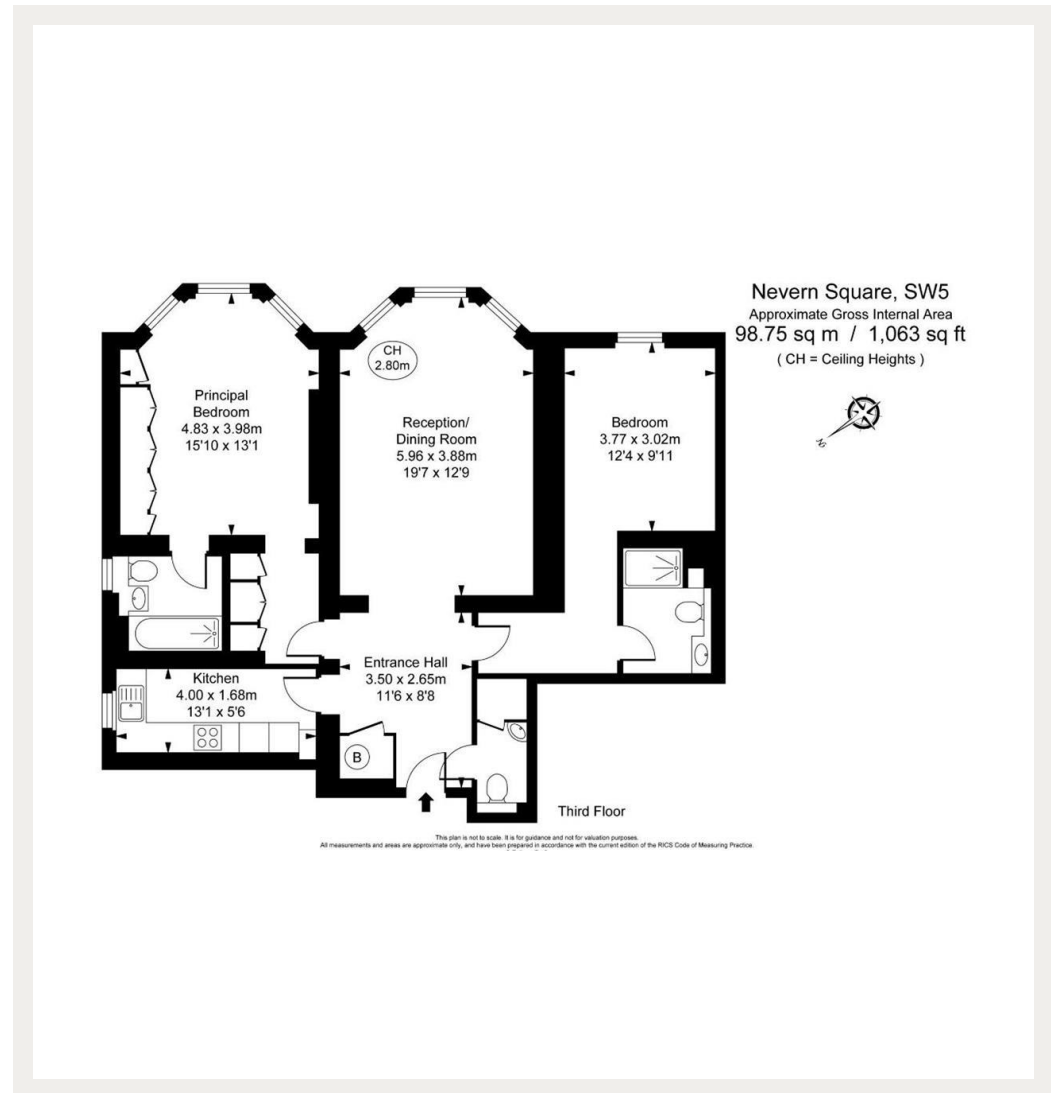 Nevern Square, SW5
Approximate Gross Internal Area
98.75 sq m / 1,063 sq ft
( CH = Ceiling Heights )
N
CH
2.80m
Principal
Bedroom
4.83 x 3.98m
15'10 x 13'1
Reception/
Dining Room
5.96 x 3.88m
19'7 x 12'9
Bedroom
3.77 x 3.02m
12'4 x 9'11
Entrance Hall
3.50 x 2.65m
11'6 x 8'8
Kitchen
4.00 x 1.68m
13'1 x 5'6
B
Third Floor
This plan is not to scale. It is for guidance and not for valuation purposes.
All measurements and areas are approximate only, and have been prepared in accordance with the current edition of the RICS Code of Measuring Practice.